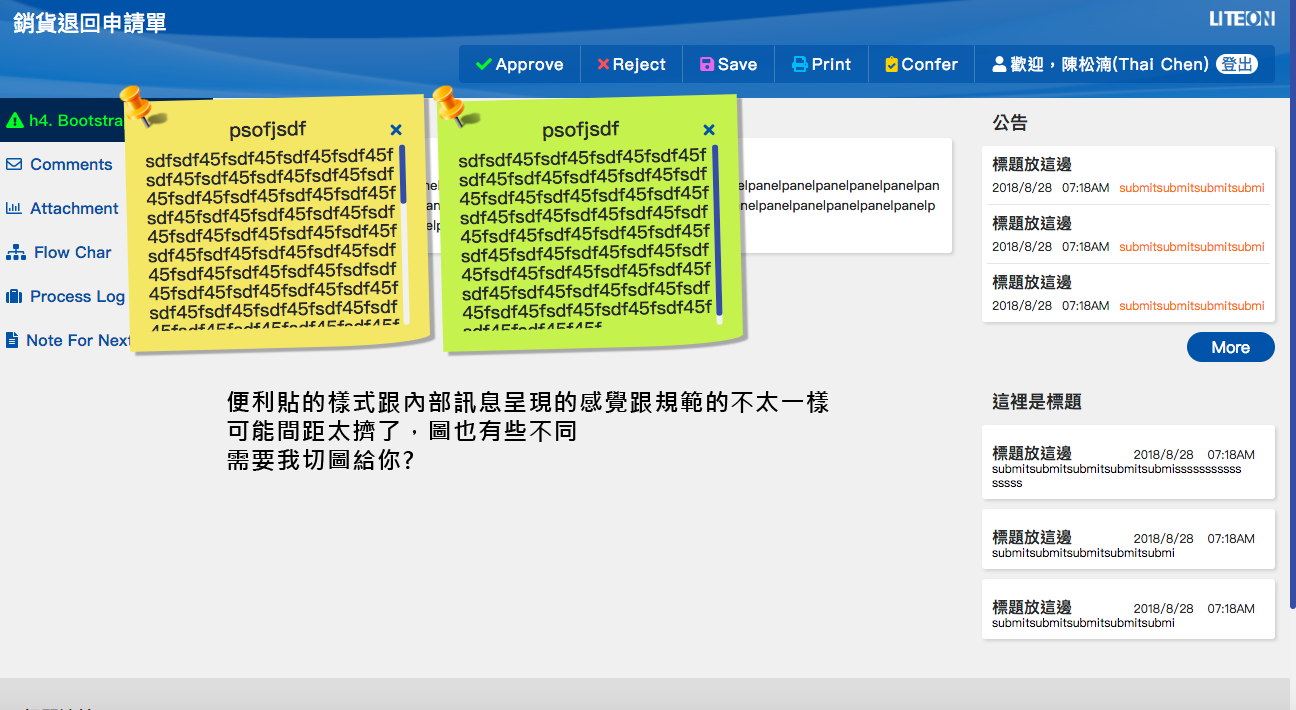 銷貨退回申請單
LITEON
Approve
Reject
Save
Print
Confer
歡迎，陳松湳(Thai Chen) 登出
h4. Bootstra
Comments
Attachment
Flow Char
Process Log
Note For Next
psofjsdf
sdfsdf45fsdf45fsdf45fsdf45f
sdf45fsdf45fsdf45fsdf45fsdf
45fsdf45fsdf45fsdf45fsdf45f
sdf45fsdf45fsdf45fsdf45fsdf
45fsdf45fsdf45fsdf45fsdf45f
sdf45fsdf45fsdf45fsdf45fsdf
45fsdf45fsdf45fsdf45fsdfsdf
45fsdf45fsdf45fsdf45fsdf45f
sdf45fsdf45fsdf45fsdf45fsdf
45fsdf45fsdf45fsdf45fsdf45f
psofjsdf
sdfsdf45fsdf45fsdf45fsdf45f
sdf45fsdf45fsdf45fsdf45fsdf
45fsdf45fsdf45fsdf45fsdf45f
sdf45fsdf45fsdf45fsdf45fsdf
45fsdf45fsdf45fsdf45fsdf45f
sdf45fsdf45fsdf45fsdf45fsdf
45fsdf45fsdf45fsdf45fsdf45f
sdf45fsdf45fsdf45fsdf45fsdf
45fsdf45fsdf45fsdf45fsdf45f
sdf45fsdf45f45f
elpanelpanelpanelpanelpanelpan
nelpanelpanelpanelpanelpanelp
便利貼的樣式跟內部訊息呈現的感覺跟規範的不太一樣
可能間距太擠了，圖也有些不同
需要我切圖給你?
公告
標題放這邊
2018/8/28 07:18AM submitsubmitsubmitsubmi
標題放這邊
2018/8/28 07:18AM submitsubmitsubmitsubmi
標題放這邊
2018/8/28 07:18AM submitsubmitsubmitsubmi
More
這裡是標題
標題放這邊 2018/8/28 07:18AM
submitsubmitsubmitsubmitsubmisssssssssss
sssss
標題放這邊 2018/8/28 07:18AM
submitsubmitsubmitsubmitsubmi
標題放這邊 2018/8/28 07:18AM
submitsubmitsubmitsubmitsubmi